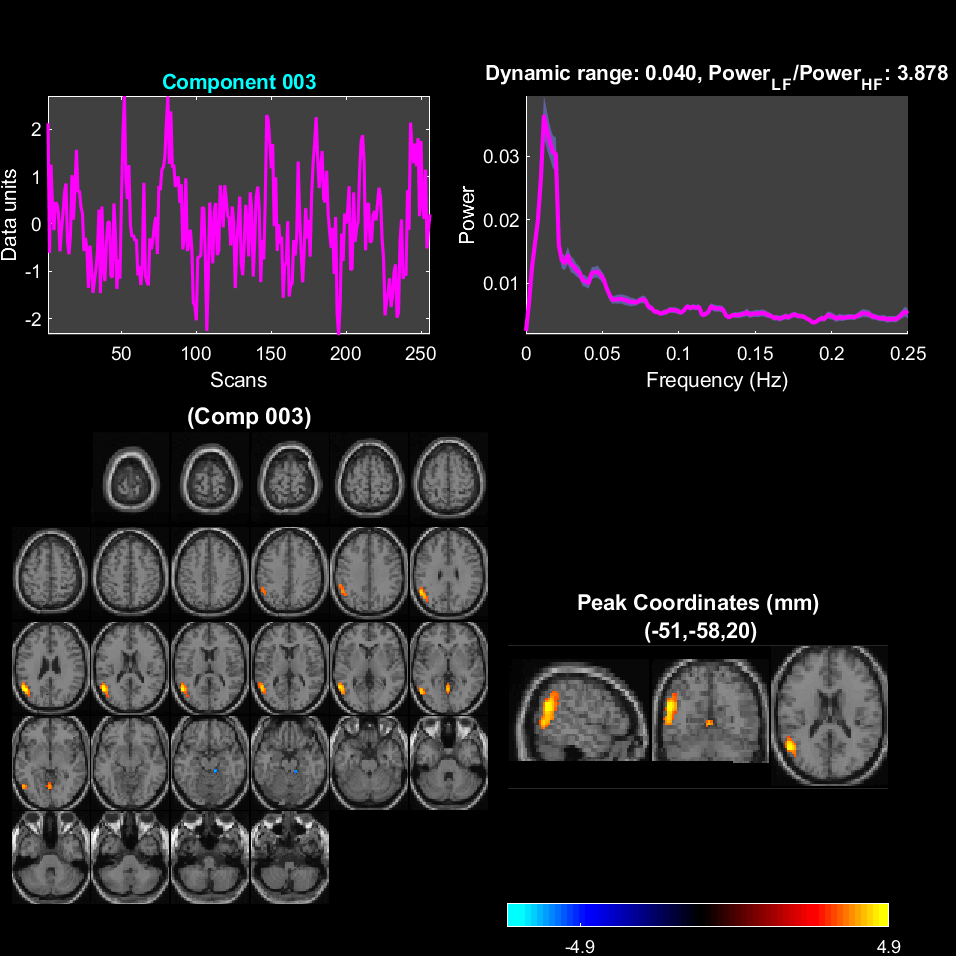 Component 003
Data units
2
1
0
-1
-2
50
100
150
200
250
Scans
Dynamic range: 0.040, PowerLF/PowerHF: 3.878
Power
0.03
0.02
0.01
0
0.05
0.1
0.15
0.2
0.25
Frequency (Hz)
(Comp 003)
Peak Coordinates (mm)
(-51,-58,20)
-4.9
4.9